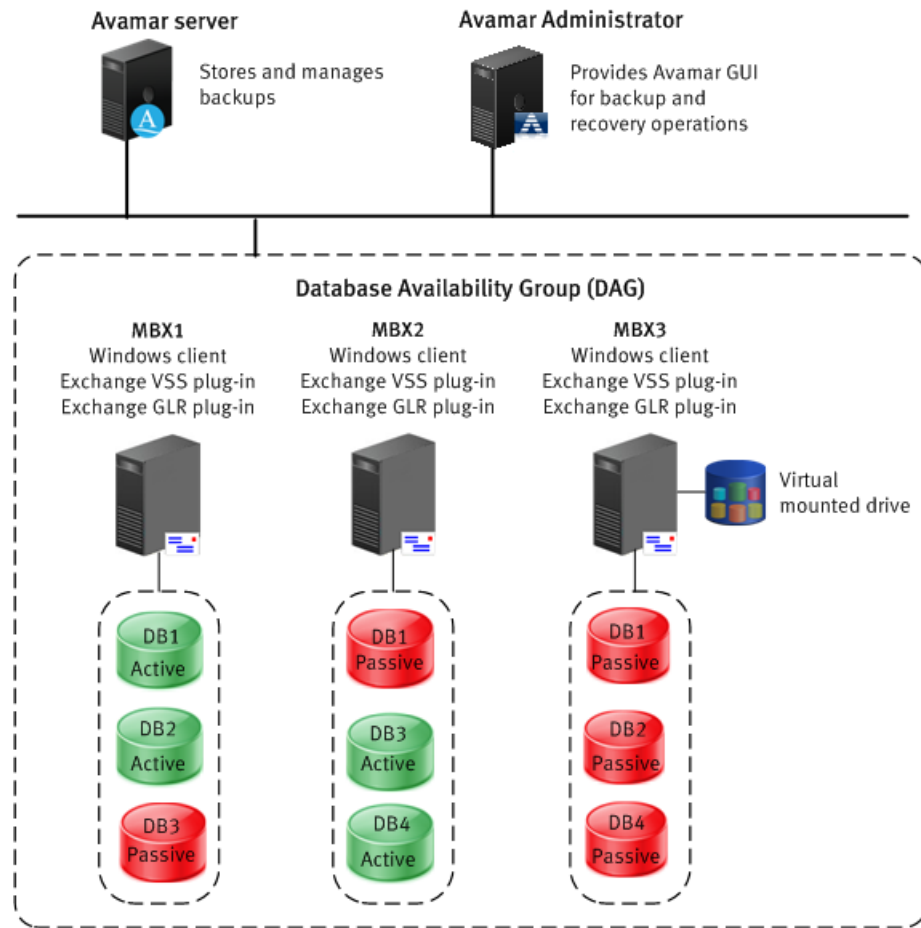 Avamar server
Stores and manages
backups
A
Avamar Administrator
Provides Avamar GUI
for backup and
recovery operations
Database Availability Group (DAG)
MBX1
Windows client
Exchange VSS plug-in
Exchange GLR plug-in
MBX2
Windows client
Exchange VSS plug-in
Exchange GLR plug-in
MBX3
Windows client
Exchange VSS plug-in
Exchange GLR plug-in
Virtual
mounted drive
DB1
Active
DB2
Active
DB3
Passive
DB1
Passive
DB3
Active
DB4
Active
DB1
Passive
DB2
Passive
DB4
Passive